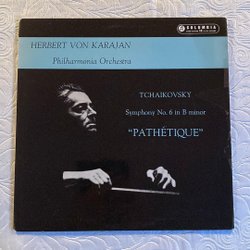 COLUMBIA
HERBERT VON KARAJAN
Philharmonia Orchestra
TCHAIKOVSKY
Symphony No. 6 in B minor
“PATHÉTIQUE”